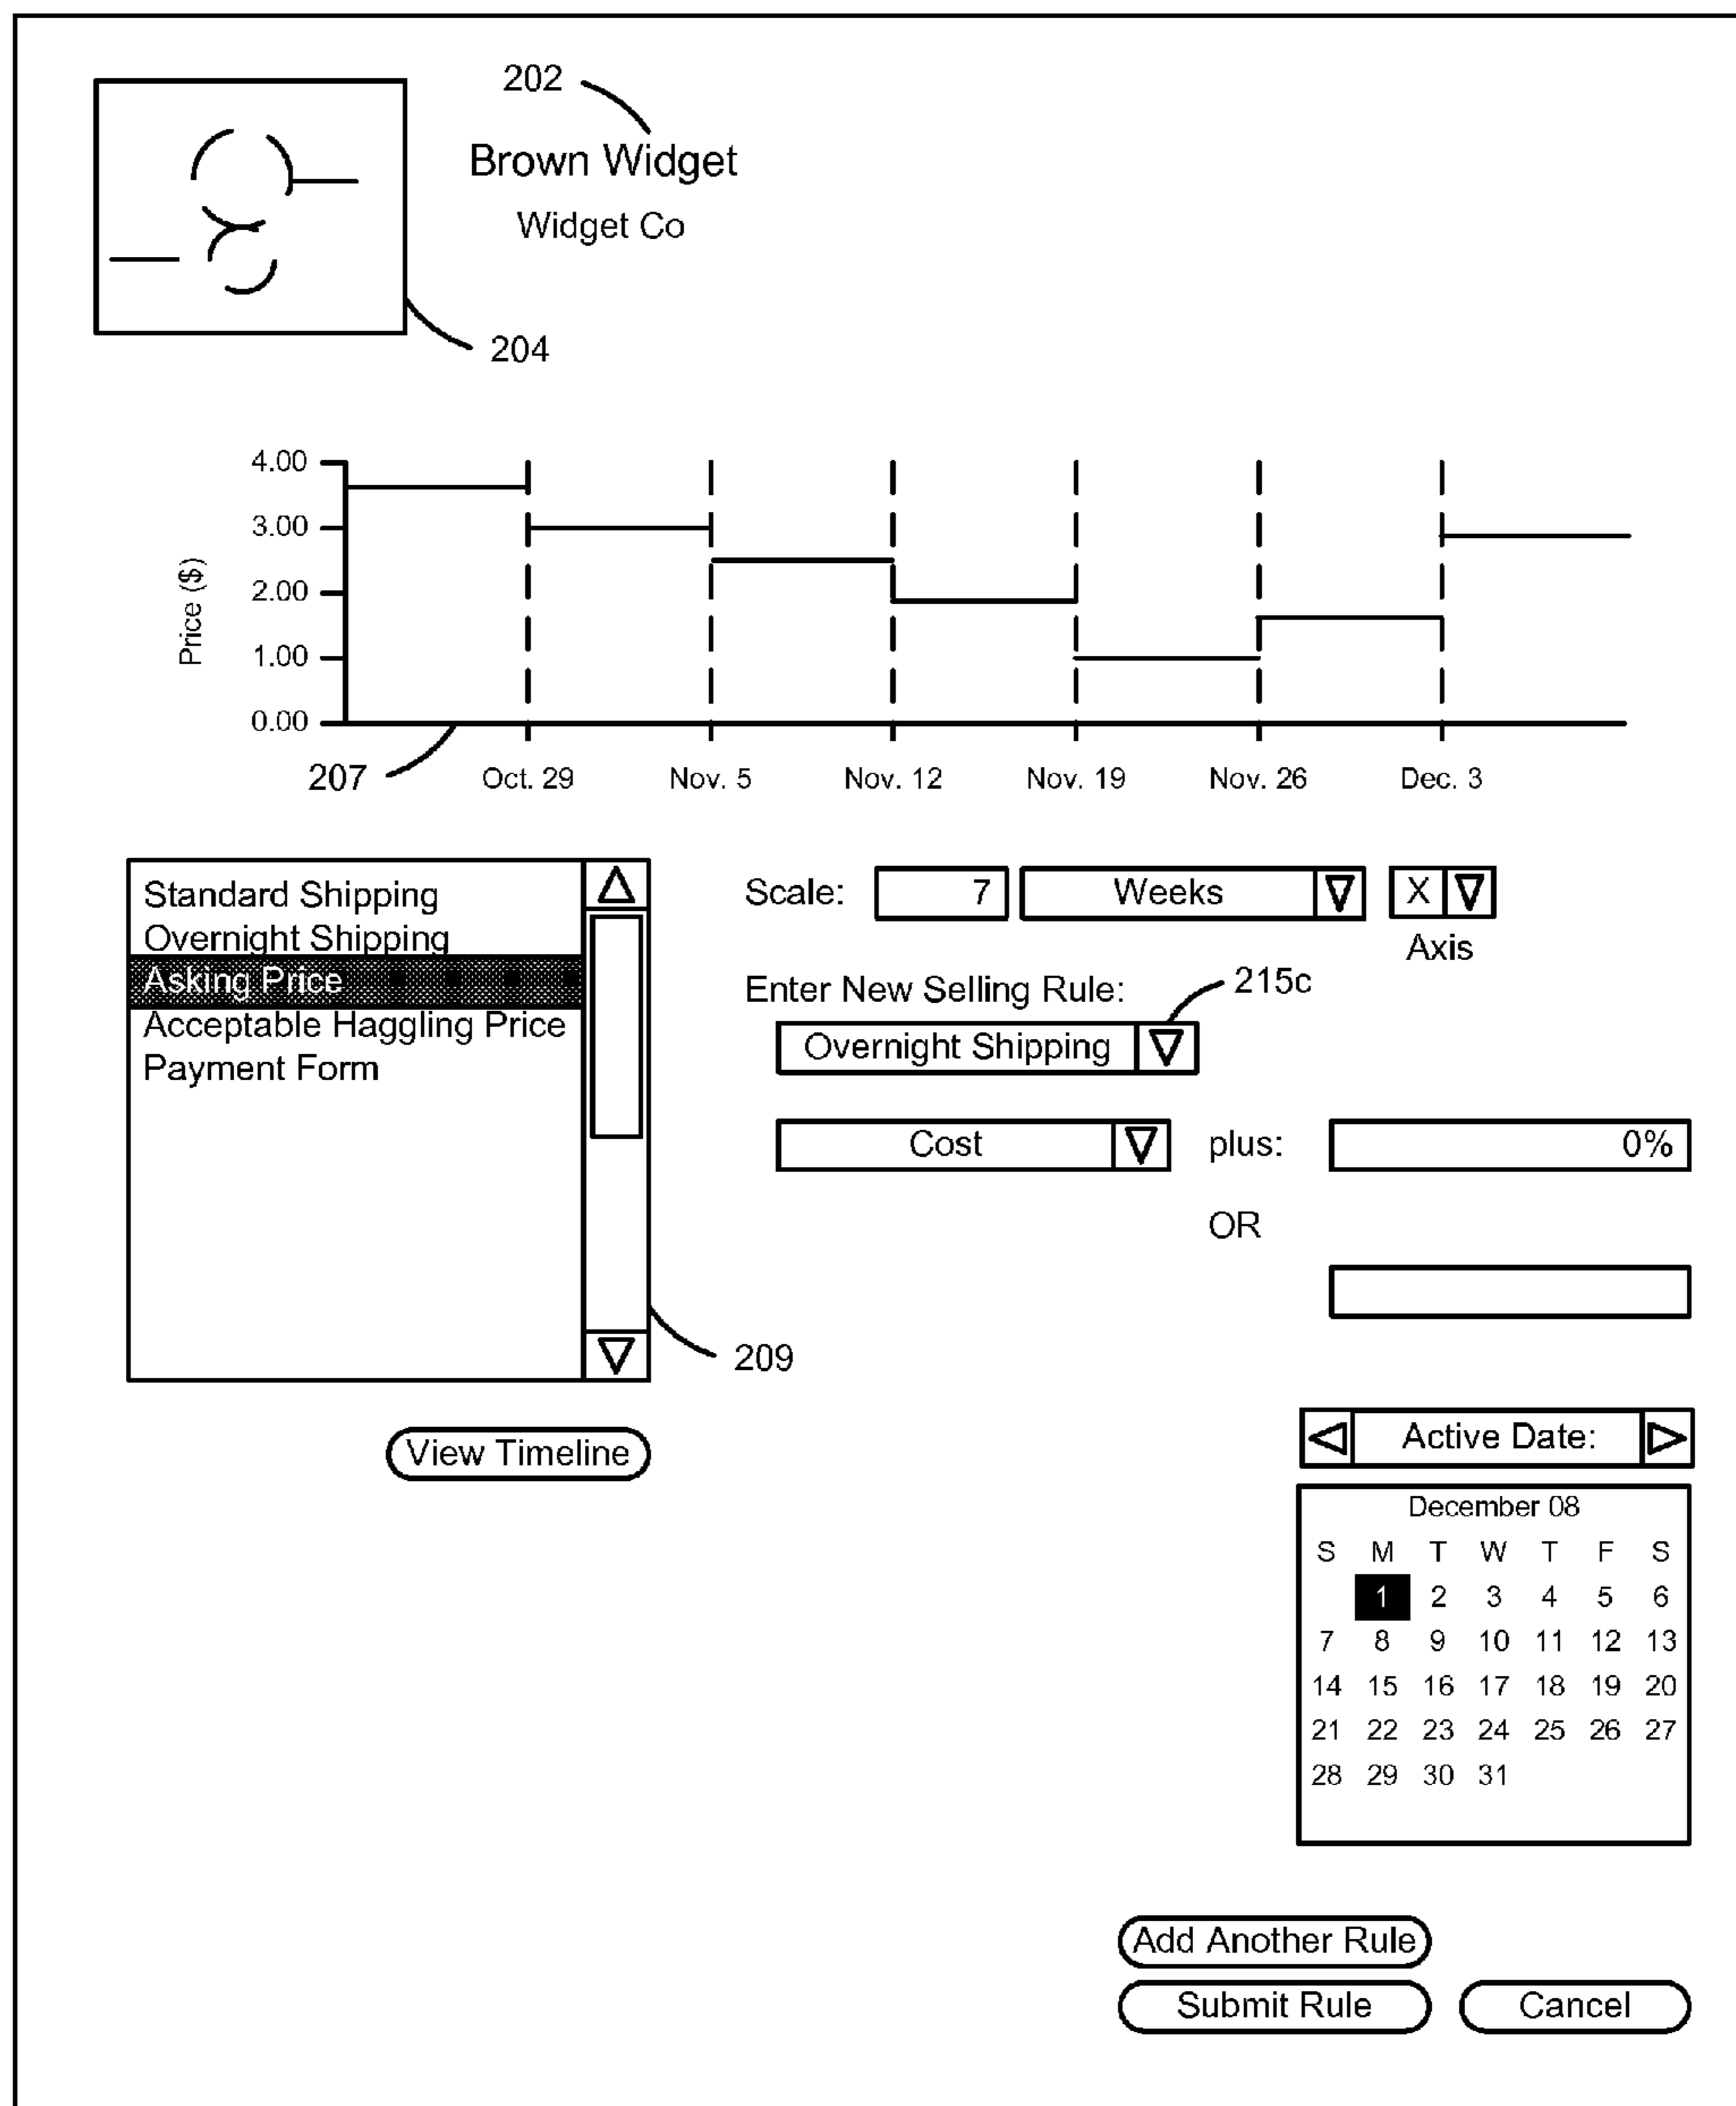 202
Brown Widget
Widget Co
204
4.00
3.00
2.00
1.00
0.00
Price ($)
207
Oct. 29 Nov. 5 Nov. 12 Nov. 19 Nov. 26 Dec. 3
Standard Shipping
Overnight Shipping
Asking Price
Acceptable Haggling Price
Payment Form
209
View Timeline
Scale: 7 Weeks X
Axis
Enter New Selling Rule: 215c
Overnight Shipping
Cost plus: 0%
OR
Active Date:
December 08
S M T W T F S
1 2 3 4 5 6
7 8 9 10 11 12 13
14 15 16 17 18 19 20
21 22 23 24 25 26 27
28 29 30 31
Add Another Rule
Submit Rule Cancel